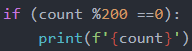 if (count %200 ==0):
    print(f'{count}')